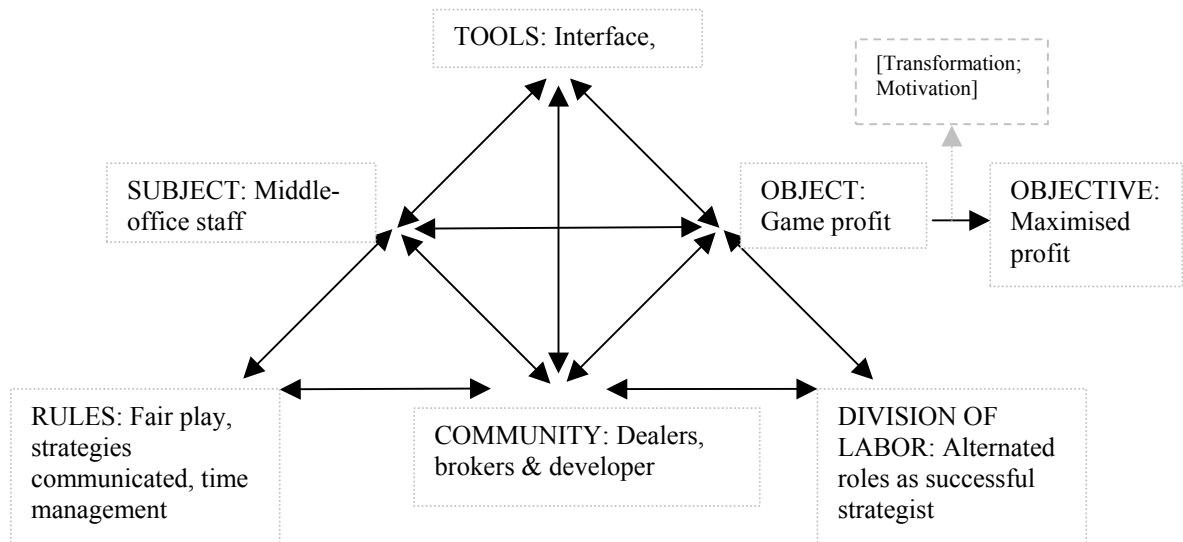 TOOLS: Interface,
[Transformation;
Motivation]
SUBJECT: Middle-
office staff
OBJECT:
Game profit
OBJECTIVE:
Maximised
profit
RULES: Fair play,
strategies
communicated, time
management
COMMUNITY: Dealers,
brokers & developer
DIVISION OF
LABOR: Alternated
roles as successful
strategist